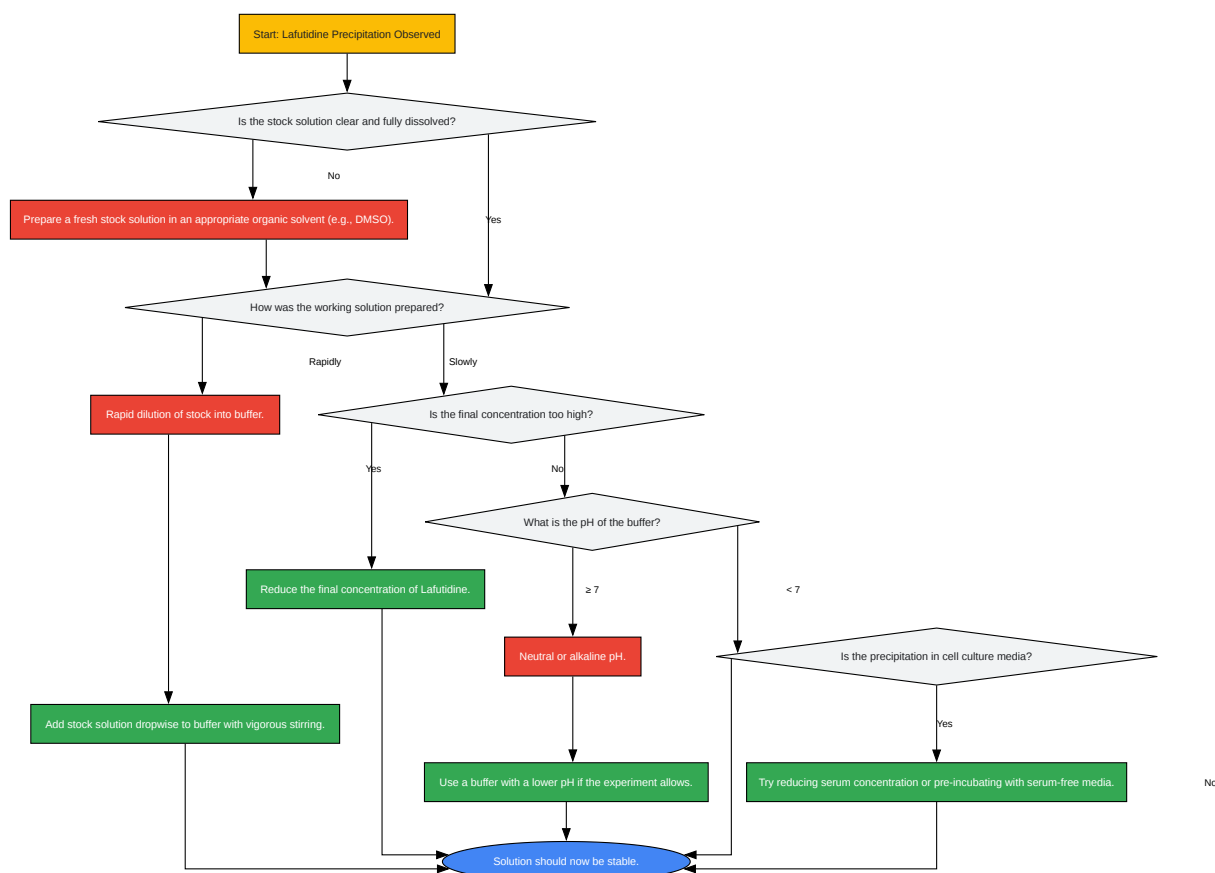 Start: Lafutidine Precipitation Observed
Is the stock solution clear and fully dissolved?
No
Prepare a fresh stock solution in an appropriate organic solvent (e.g., DMSO).
Yes
How was the working solution prepared?
Rapidly
Slowly
Rapid dilution of stock into buffer.
Is the final concentration too high?
Yes
No
What is the pH of the buffer?
Reduce the final concentration of Lafutidine.
≥ 7
< 7
Neutral or alkaline pH.
Is the precipitation in cell culture media?
Add stock solution dropwise to buffer with vigorous stirring.
Yes
Use a buffer with a lower pH if the experiment allows.
Try reducing serum concentration or pre-incubating with serum-free media.
No
Solution should now be stable.